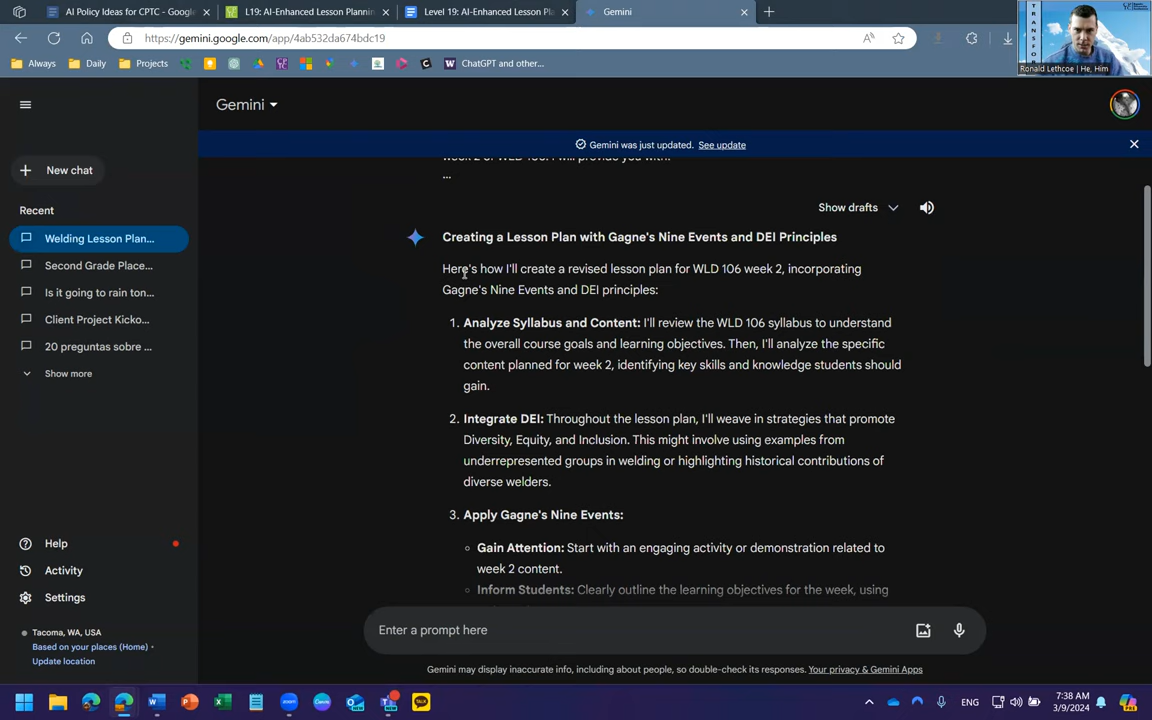 AI Policy Ideas for CPTC - Google
L19: AI-Enhanced Lesson Plannin
Level 19: AI-Enhanced Lesson Pla
Gemini
https://gemini.google.com/app/4ab532da674bdc19
TRANSFOR
Ronald Lethcoe | He, Him
Always
Daily
Projects
ChatGPT and other...
Gemini
Gemini was just updated. See update
New chat
Recent
Welding Lesson Plan...
Second Grade Place...
Is it going to rain ton...
Client Project Kicko...
20 preguntas sobre ...
Show more
...
Show drafts
Creating a Lesson Plan with Gagne's Nine Events and DEI Principles
Here's how I'll create a revised lesson plan for WLD 106 week 2, incorporating
Gagne's Nine Events and DEI principles:
1. Analyze Syllabus and Content: I'll review the WLD 106 syllabus to understand
the overall course goals and learning objectives. Then, I'll analyze the specific
content planned for week 2, identifying key skills and knowledge students should
gain.
2. Integrate DEI: Throughout the lesson plan, I'll weave in strategies that promote
Diversity, Equity, and Inclusion. This might involve using examples from
underrepresented groups in welding or highlighting historical contributions of
diverse welders.
3. Apply Gagne's Nine Events:
Gain Attention: Start with an engaging activity or demonstration related to
week 2 content.
Inform Students: Clearly outline the learning objectives for the week, using
Help
Activity
Settings
Tacoma, WA, USA
Based on your places (Home) •
Update location
Enter a prompt here
Gemini may display inaccurate info, including about people, so double-check its responses. Your privacy & Gemini Apps
ENG
7:38 AM
3/9/2024